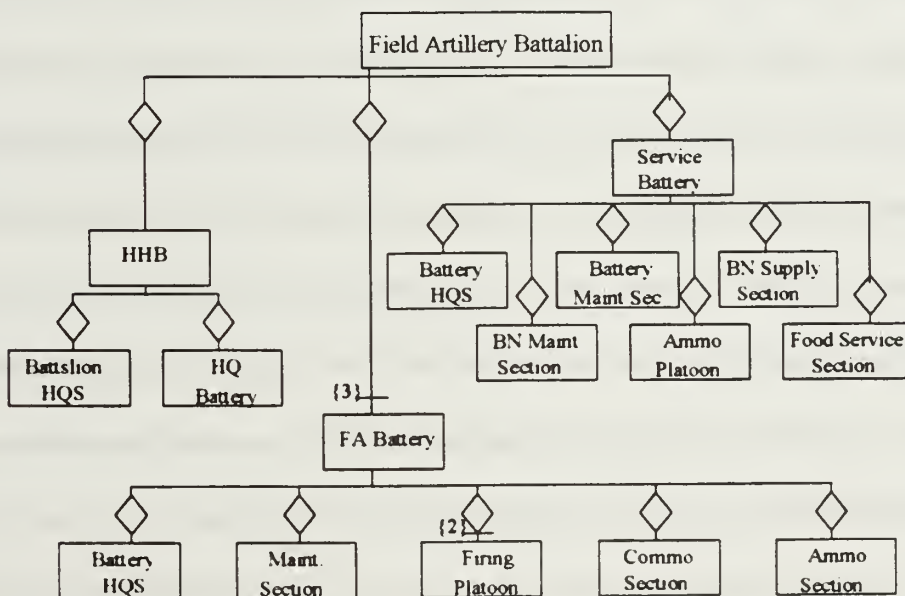 Field Artillery Battalion
Service
Battery
HHB
Battery
HQS
Battery
Maint Sec
BN Supply
Section
BN Maint
Section
Ammo
Platoon
Food Service
Section
Battslion
HQS
HQ
Battery
{3}
FA Battery
{2}
Battery
HQS
Maint.
Section
Firing
Platoon
Commo
Section
Ammo
Section